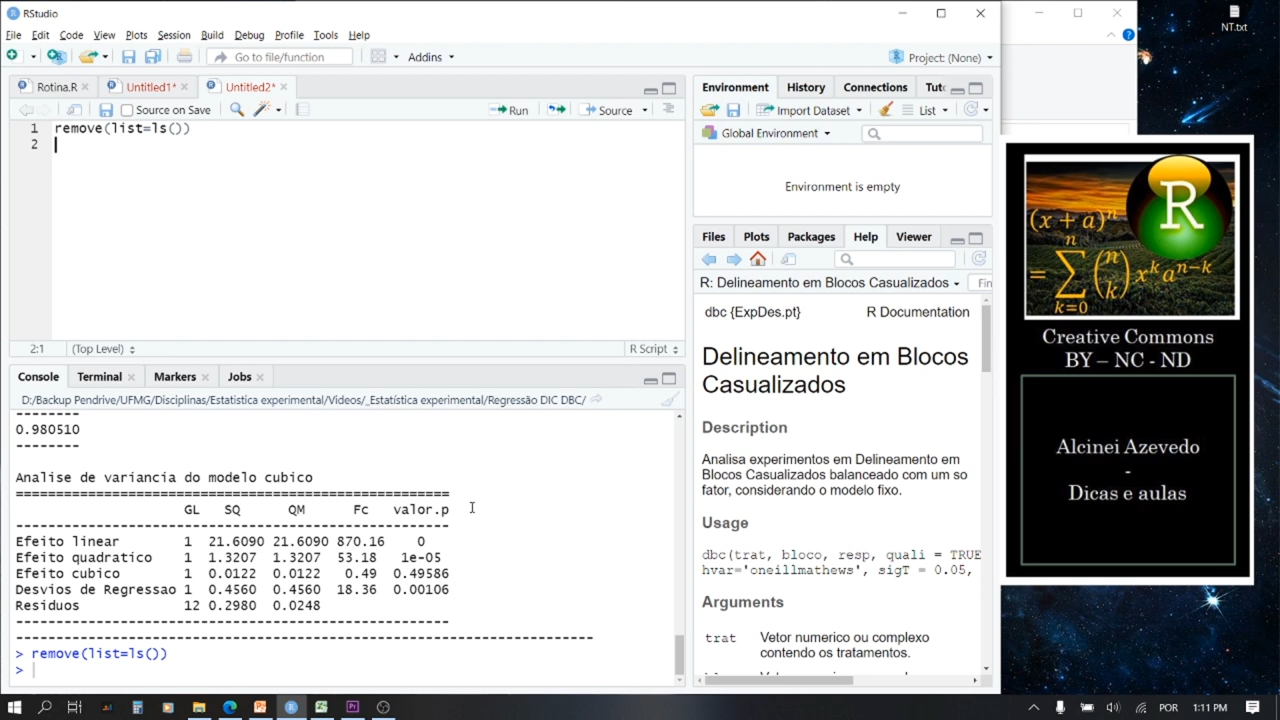 RStudio
File Edit Code View Plots Session Build Debug Profile Tools Help
Go to file/function Addins Project: (None)
Rotina.R Untitled1* Untitled2*
Source on Save Run Source
1 remove(list=ls())
2
2:1 (Top Level) R Script
Console Terminal Markers Jobs
D:/Backup Pendrive/UFMG/Disciplinas/Estatistica experimental/Videos/_Estatística experimental/Regressão DIC DBC/
--------
0.980510
--------
Analise de variancia do modelo cubico
===================================================
GL SQ QM Fc valor.p
---------------------------------------------------
Efeito linear 1 21.6090 21.6090 870.16 0
Efeito quadratico 1 1.3207 1.3207 53.18 1e-05
Efeito cubico 1 0.0122 0.0122 0.49 0.49586
Desvios de Regressao 1 0.4560 0.4560 18.36 0.00106
Residuos 12 0.2980 0.0248
---------------------------------------------------
------------------------------------------------------------------------
> remove(list=ls())
>
Environment History Connections Tut
Import Dataset List
Global Environment
Environment is empty
Files Plots Packages Help Viewer
R: Delineamento em Blocos Casualizados Fin
dbc {ExpDes.pt} R Documentation
Delineamento em Blocos
Casualizados
Description
Analisa experimentos em Delineamento em
Blocos Casualizados balanceado com um so
fator, considerando o modelo fixo.
Usage
dbc(trat, bloco, resp, quali = TRUE
hvar='oneillmathews', sigT = 0.05,
Arguments
trat Vetor numerico ou complexo
contendo os tratamentos.
NT.txt
R
(x + a)^n
= ∑_{k=0}^{n} (n k) x^k a^{n-k}
Creative Commons
BY – NC - ND
Alcinei Azevedo
-
Dicas e aulas
POR 1:11 PM